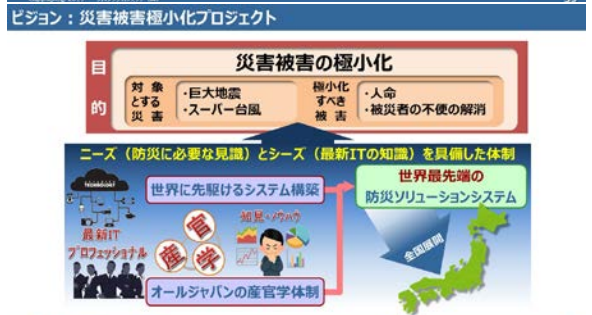 ビジョン：災害被害極小化プロジェクト
目的
災害被害の極小化
対象とする災害
・巨大地震
・スーパー台風
極小化すべき被害
・人命
・被災者の不便の解消
ニーズ（防災に必要な見識）とシーズ（最新ITの知識）を具備した体制
TECHNOLOGY
最新IT
プロフェッショナル
世界に先駆けるシステム構築
産
官
学
知見・ノウハウ
オールジャパンの産官学体制
世界最先端の
防災ソリューションシステム
全国展開